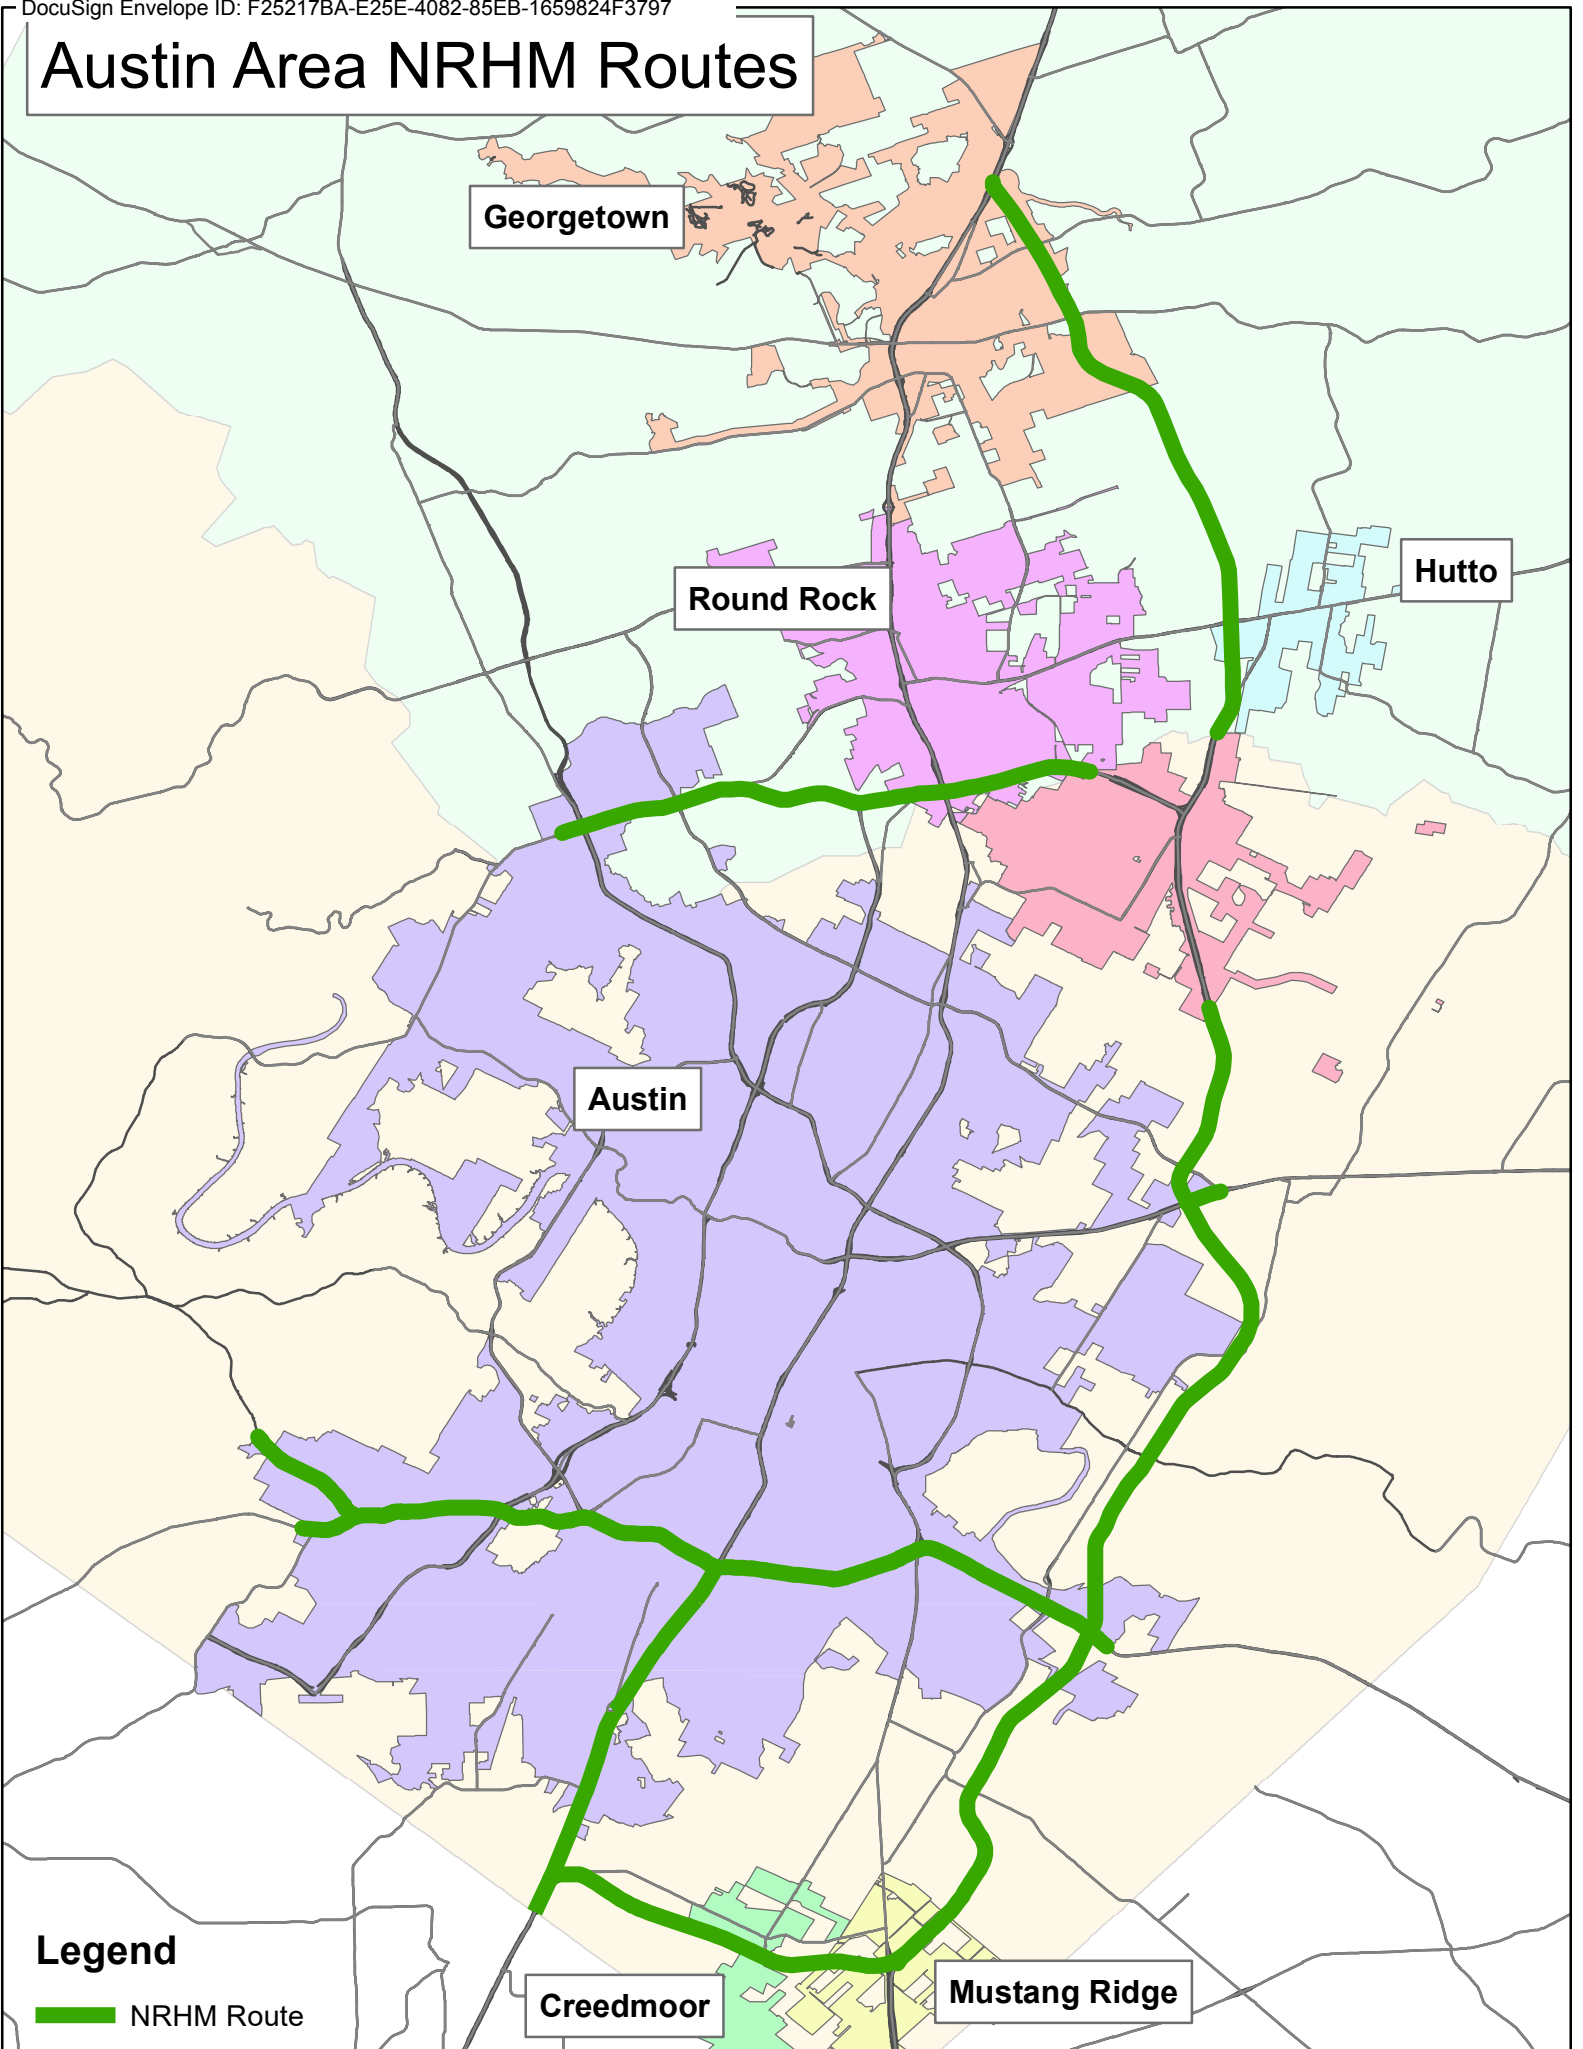 DocuSign Envelope ID: F25217BA-E25E-4082-85EB-1659824F3797
Austin Area NRHM Routes
Georgetown
Hutto
Round Rock
Austin
Legend
NRHM Route
Creedmoor
Mustang Ridge